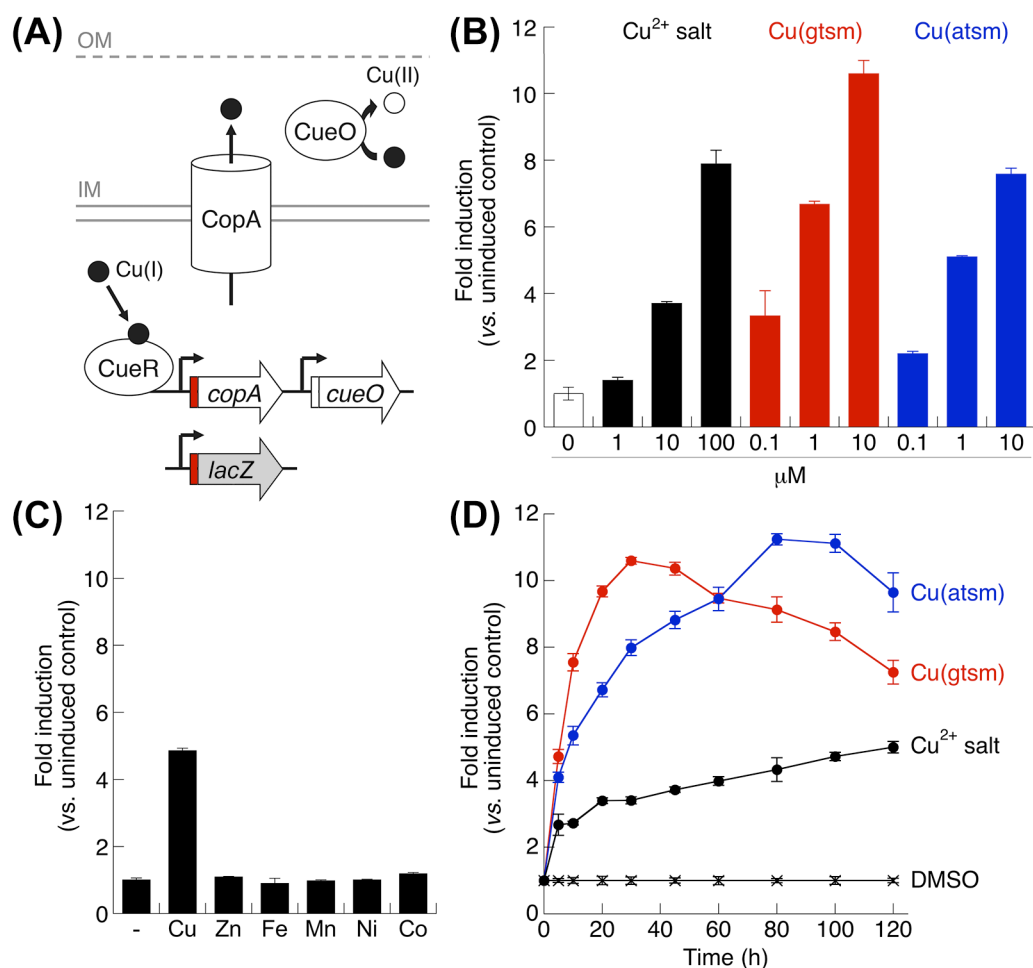 (A)
OM
Cu(II)
CueO
IM
CopA
Cu(I)
CueR
copA
cueO
lacZ
(B)
Cu²⁺ salt
Cu(gtsm)
Cu(atsm)
Fold induction
(vs. uninduced control)
12
10
8
6
4
2
0
0 1 10 100 0.1 1 10 0.1 1 10
μM
(C)
Fold induction
(vs. uninduced control)
12
10
8
6
4
2
0
- Cu Zn Fe Mn Ni Co
(D)
Fold induction
(vs. uninduced control)
12
10
8
6
4
2
0
Cu(atsm)
Cu(gtsm)
Cu²⁺ salt
DMSO
0 20 40 60 80 100 120
Time (h)